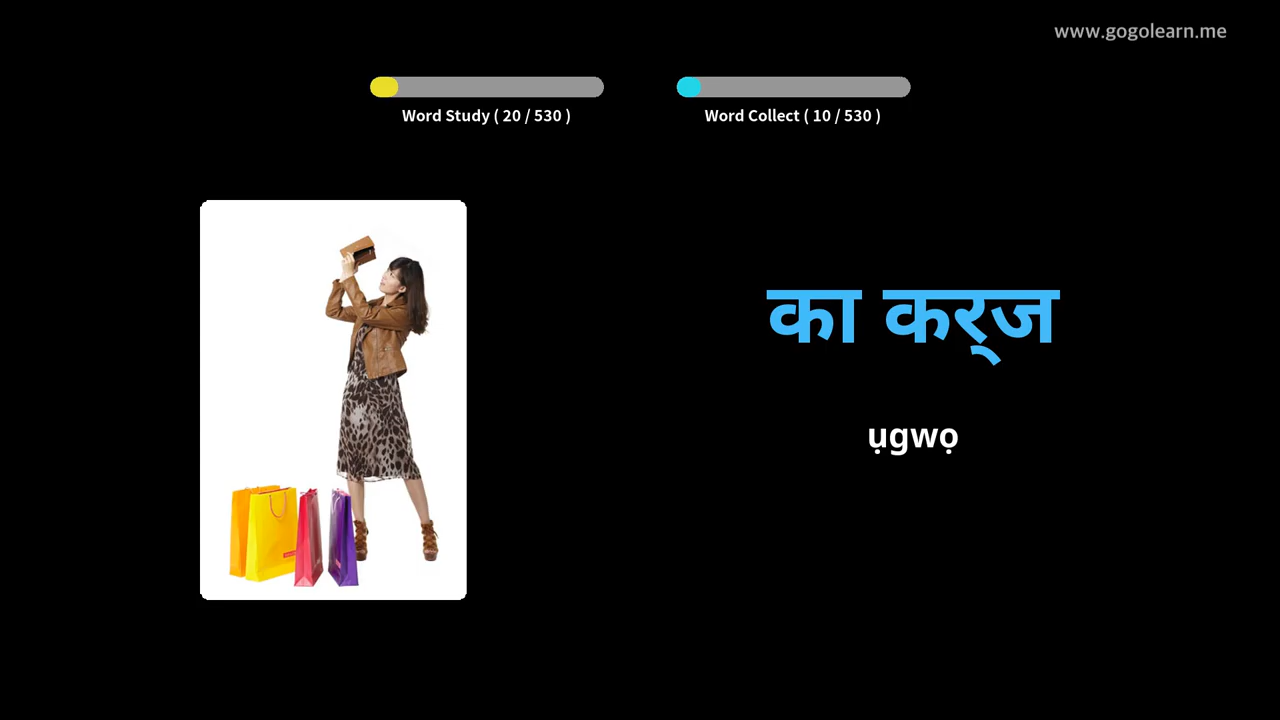 www.gogolearn.me
Word Study ( 20 / 530 )
Word Collect ( 10 / 530 )
का कर्‌ज
ụgwọ